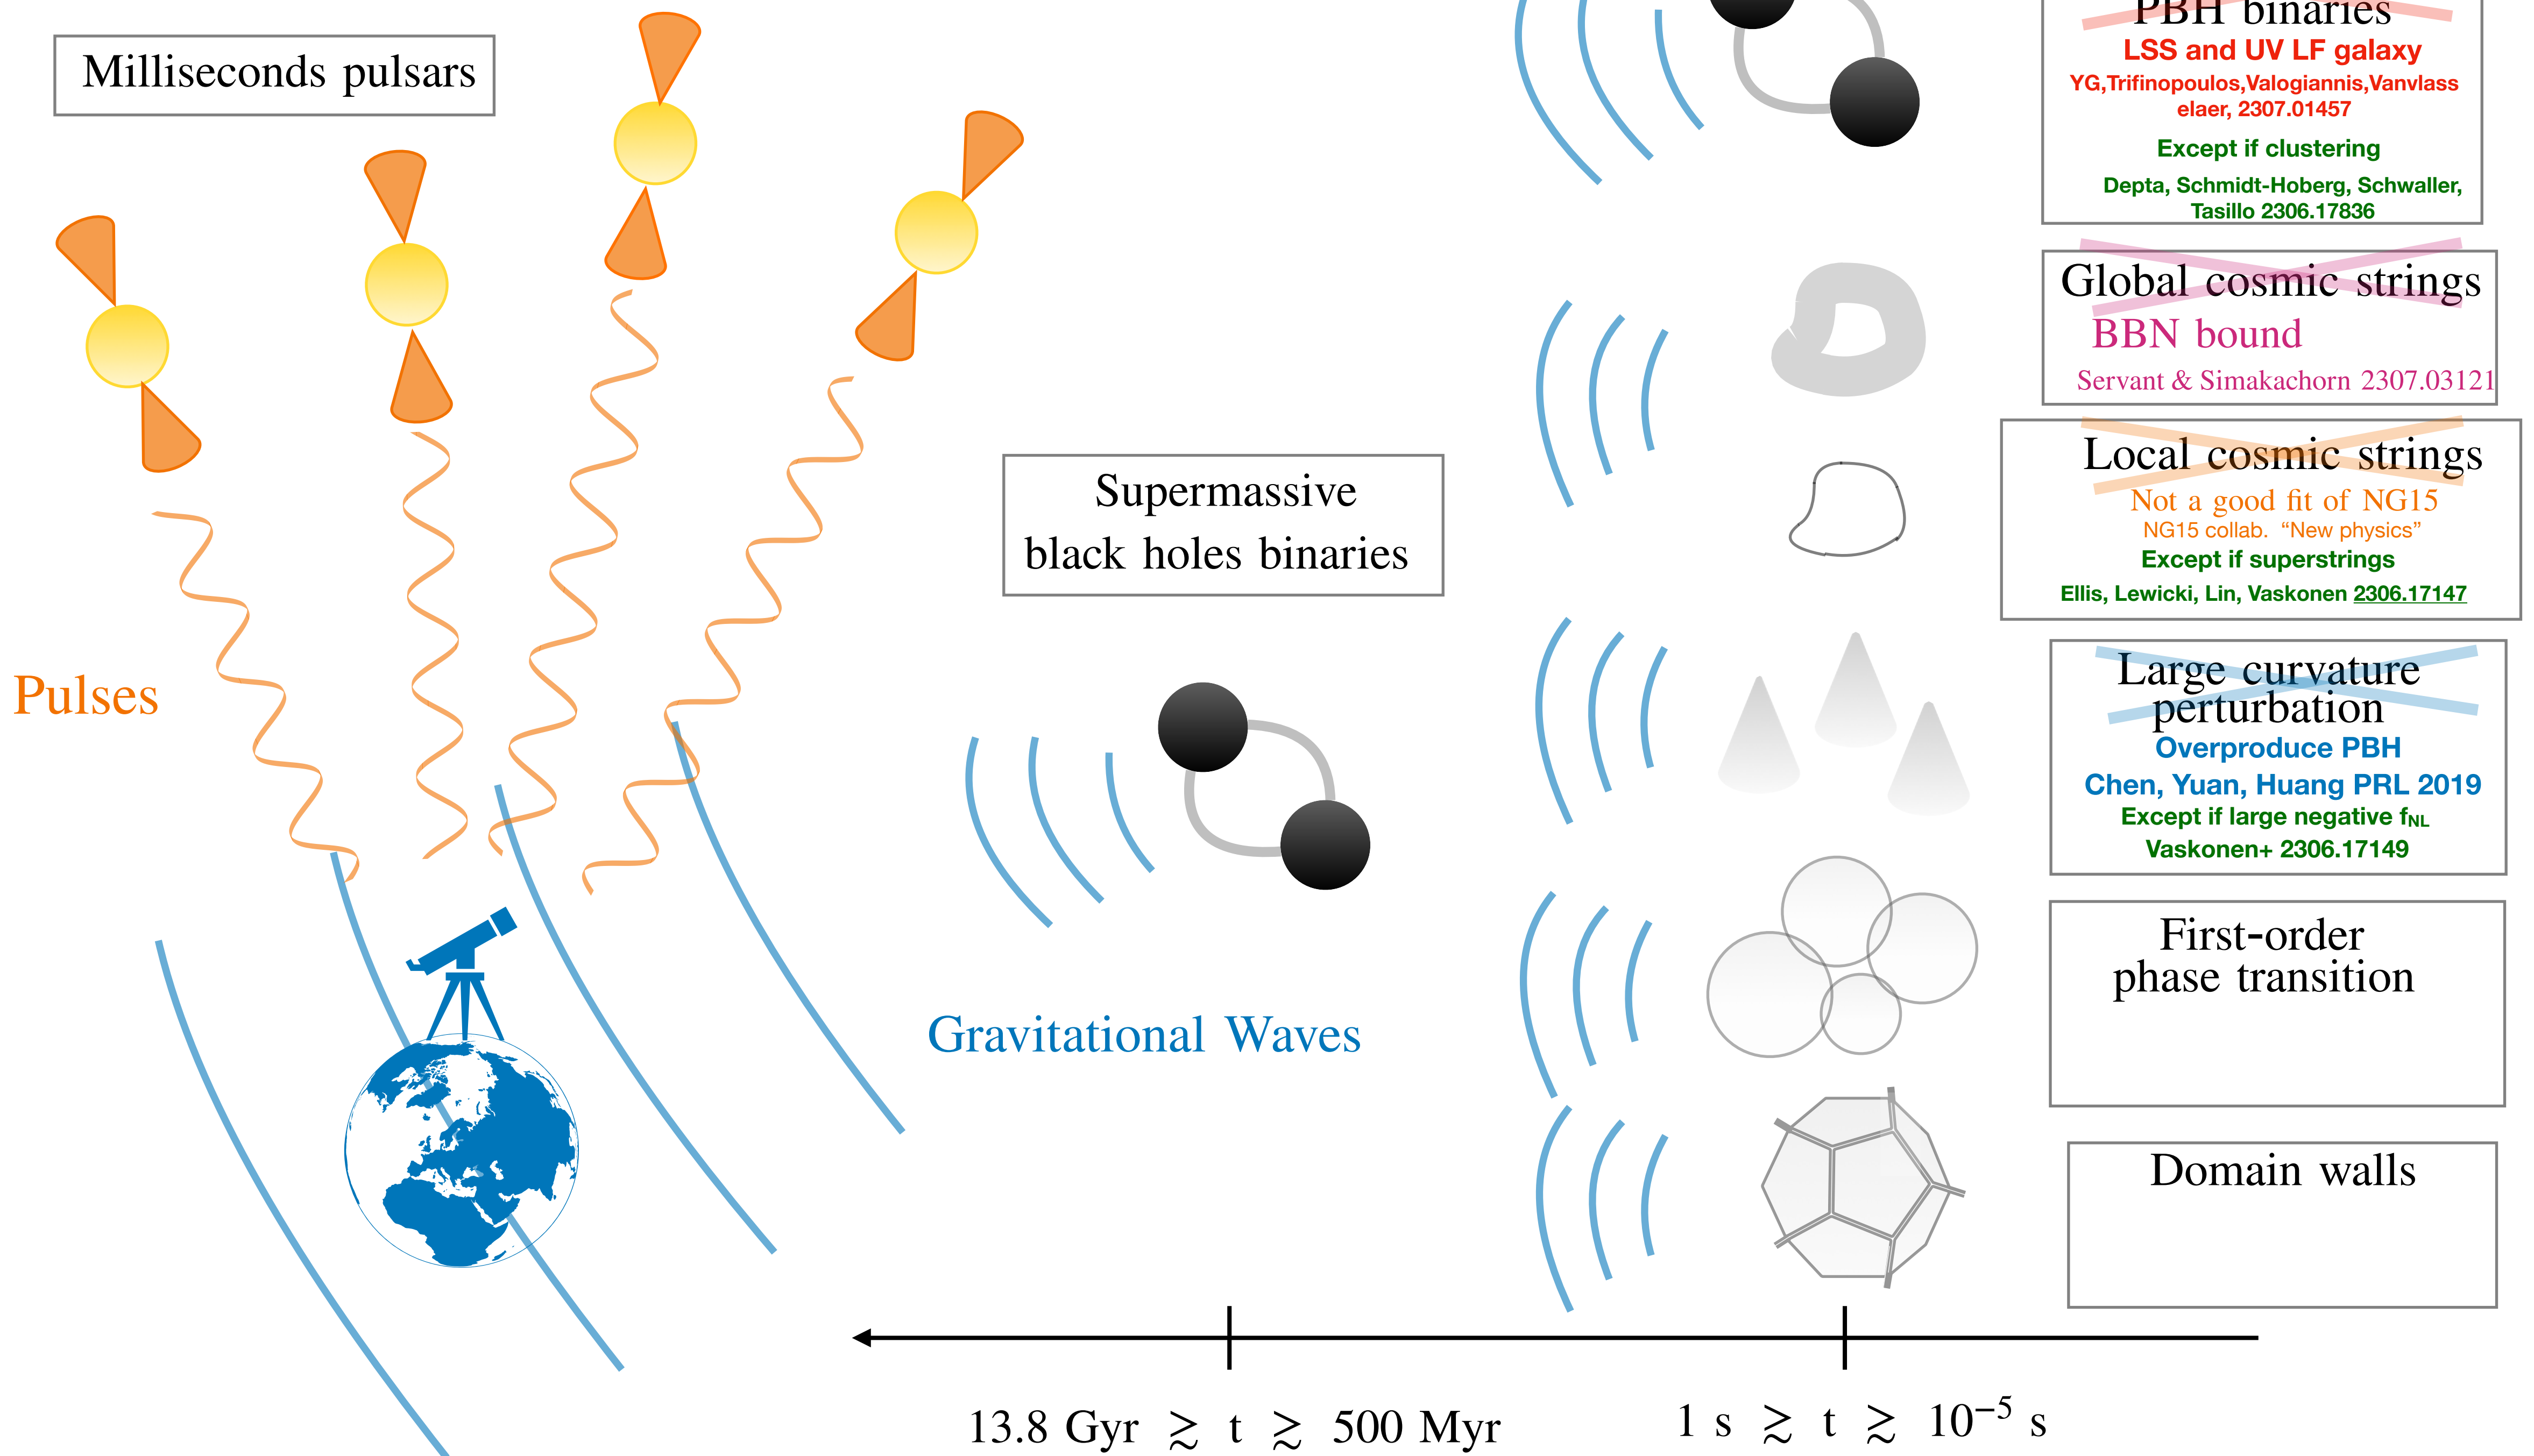 Milliseconds pulsars
Pulses
Supermassive
black holes binaries
Gravitational Waves
PBH binaries
LSS and UV LF galaxy
YG,Trifinopoulos,Valogiannis,Vanvlass
elaer, 2307.01457
Except if clustering
Depta, Schmidt-Hoberg, Schwaller,
Tasillo 2306.17836
Global cosmic strings
BBN bound
Servant & Simakachorn 2307.03121
Local cosmic strings
Not a good fit of NG15
NG15 collab. “New physics”
Except if superstrings
Ellis, Lewicki, Lin, Vaskonen 2306.17147
Large curvature
perturbation
Overproduce PBH
Chen, Yuan, Huang PRL 2019
Except if large negative fNL
Vaskonen+ 2306.17149
First-order
phase transition
Domain walls
13.8 Gyr ≳ t ≳ 500 Myr
1 s ≳ t ≳ 10⁻⁵ s